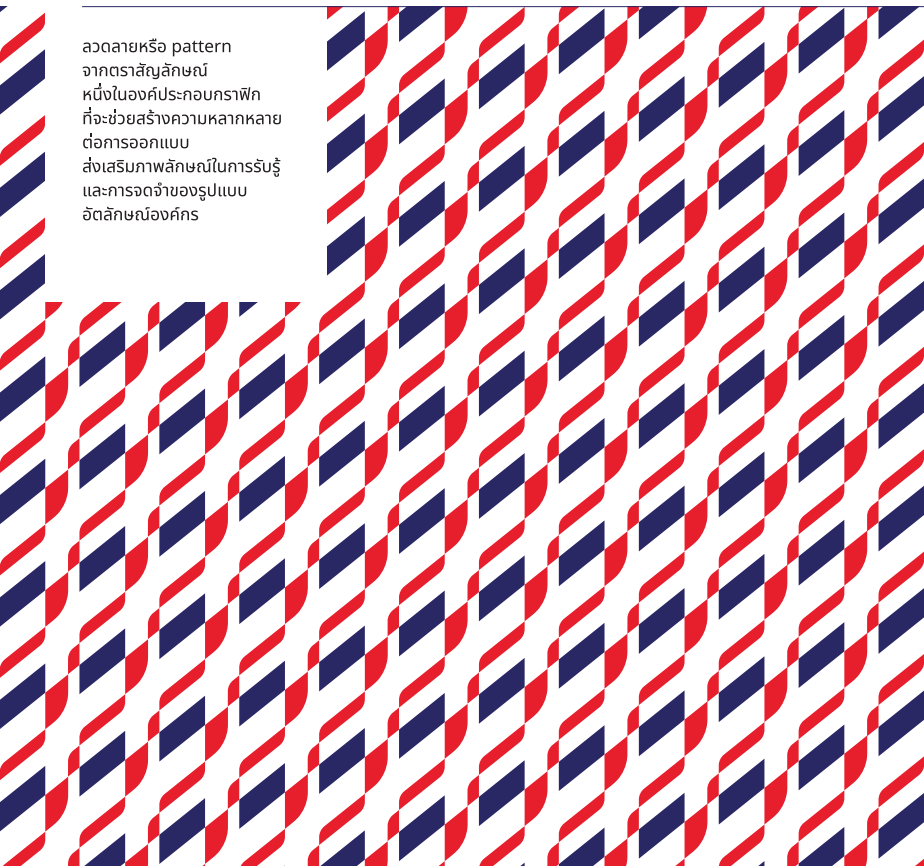 ลวดลายหรือ pattern
จากตราสัญลักษณ์
หนึ่งในองค์ประกอบกราฟิก
ที่จะช่วยสร้างความหลากหลาย
ต่อการออกแบบ
ส่งเสริมภาพลักษณ์ในการรับรู้
และการจดจำของรูปแบบ
อัตลักษณ์องค์กร